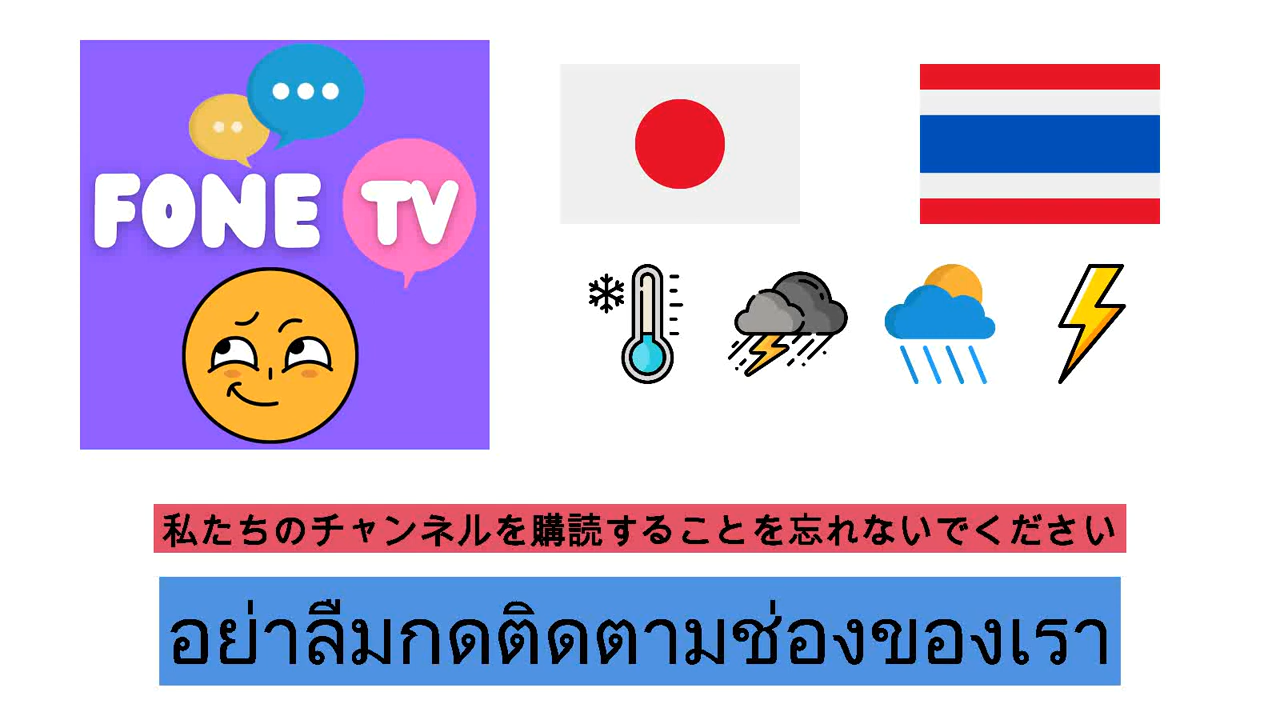 FONE TV
私たちのチャンネルを購読することを忘れないでください
อย่าลืมกดติดตามช่องของเรา